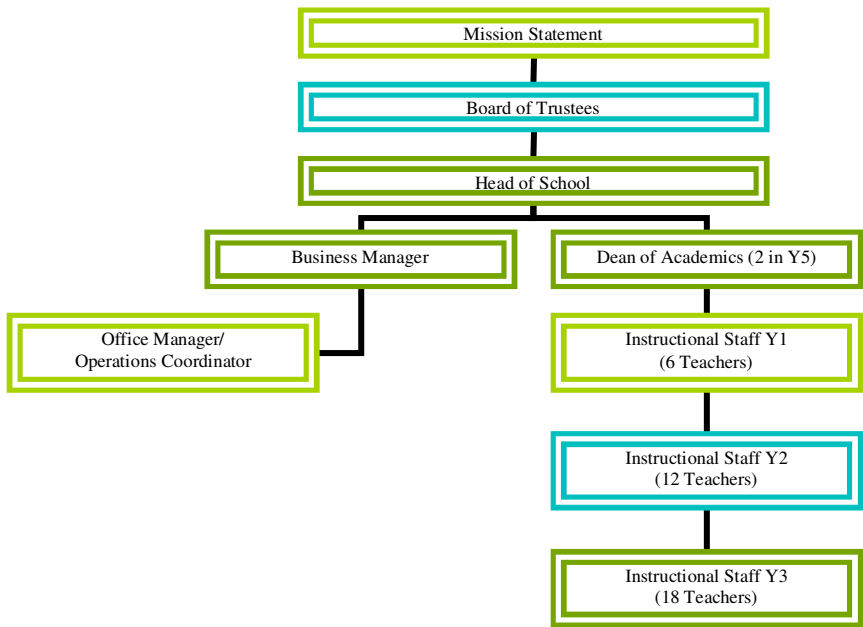 Mission Statement
Board of Trustees
Head of School
Business Manager
Dean of Academics (2 in Y5)
Office Manager/
Operations Coordinator
Instructional Staff Y1
(6 Teachers)
Instructional Staff Y2
(12 Teachers)
Instructional Staff Y3
(18 Teachers)